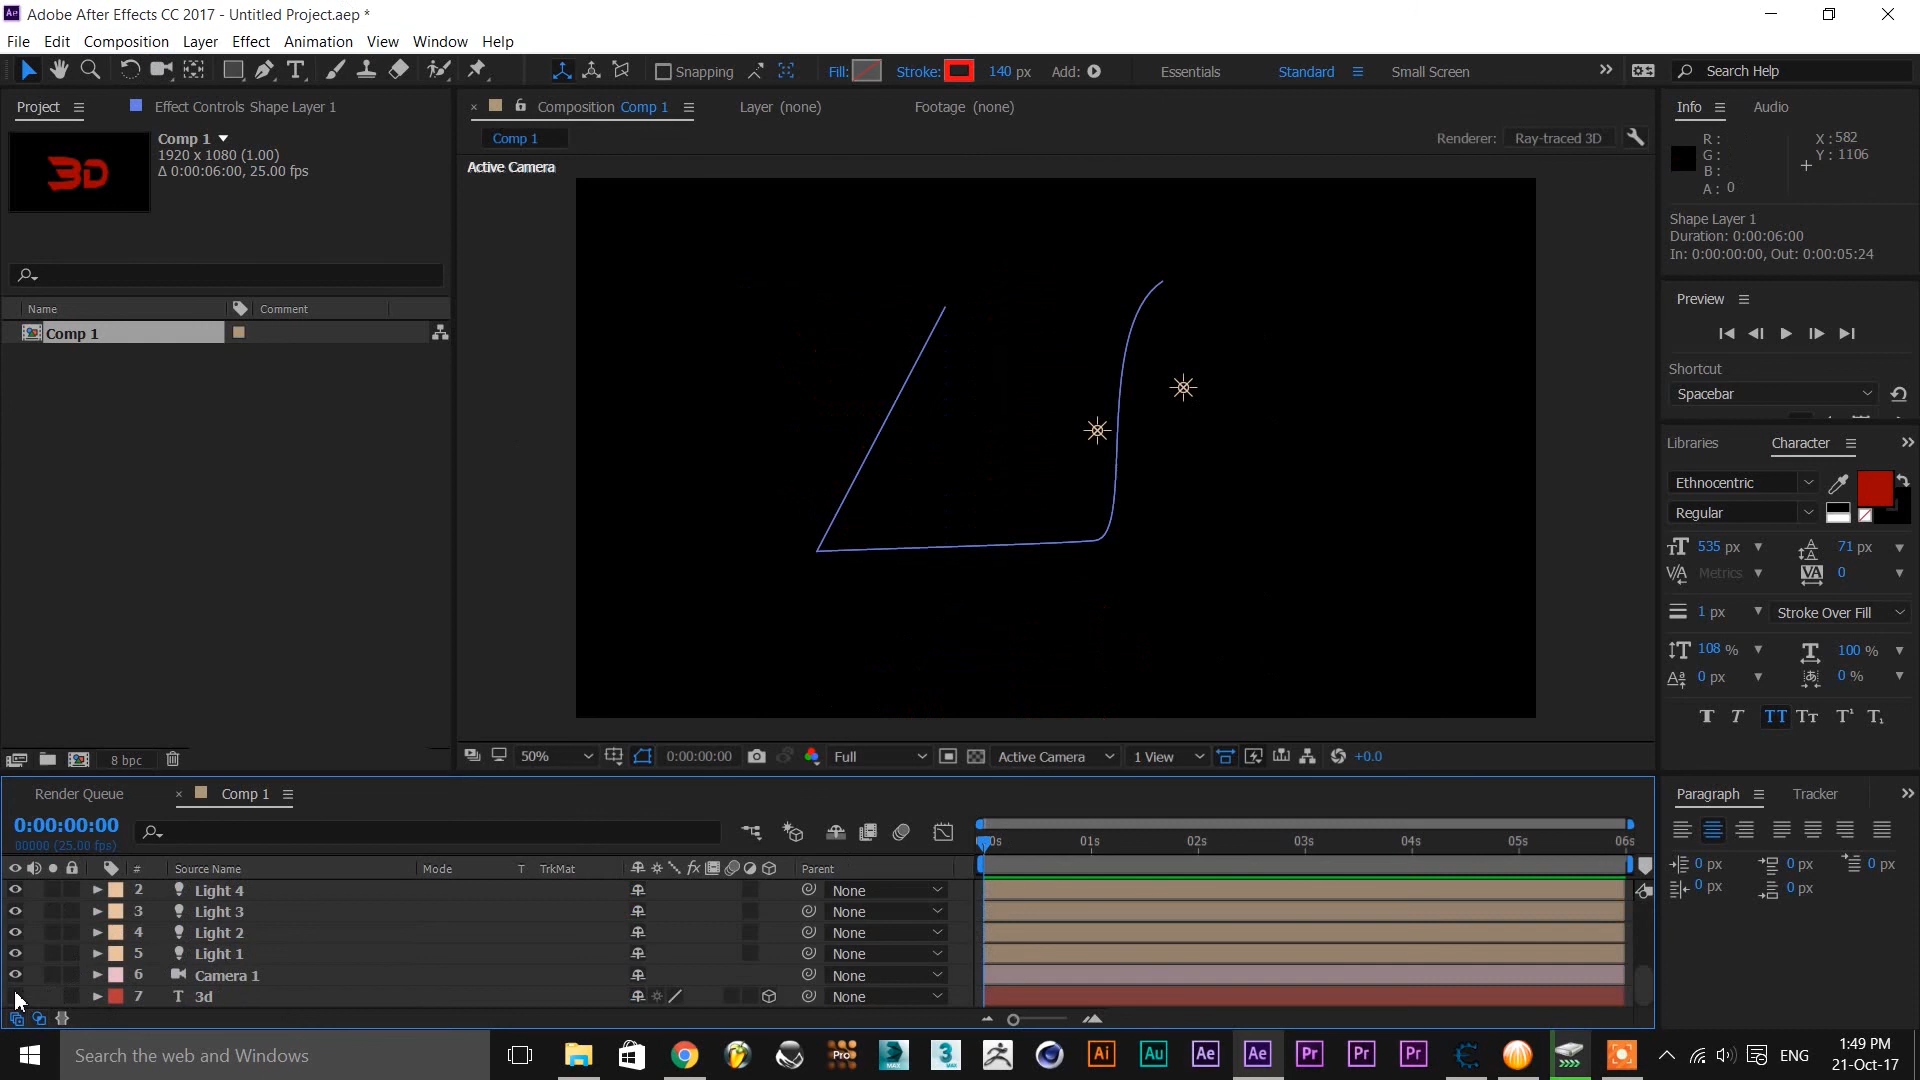 Adobe After Effects CC 2017 - Untitled Project.aep *
File Edit Composition Layer Effect Animation View Window Help
Snapping Fill: Stroke: 140 px Add: Essentials Standard Small Screen Search Help
Project Effect Controls Shape Layer 1
Composition Comp 1 Layer (none) Footage (none)
Info Audio
Comp 1
1920 x 1080 (1.00)
Δ 0:00:06:00, 25.00 fps
3D
Comp 1
Renderer: Ray-traced 3D
Active Camera
R:
G:
B:
A: 0
X: 582
Y: 1106
Shape Layer 1
Duration: 0:00:06:00
In: 0:00:00:00, Out: 0:00:05:24
Name Comment
Comp 1
Preview
Shortcut
Spacebar
Libraries Character
Ethnocentric
Regular
535 px 71 px
Metrics 0
1 px Stroke Over Fill
108 % 100 %
0 px 0 %
8 bpc
50% 0:00:00:00 Full Active Camera 1 View +0.0
Render Queue Comp 1
Paragraph Tracker
0:00:00:00
00000 (25.00 fps)
0s 01s 02s 03s 04s 05s 06s
# Source Name Mode T TrkMat Parent
0 px 0 px 0 px
0 px 0 px
2 Light 4 None
3 Light 3 None
4 Light 2 None
5 Light 1 None
6 Camera 1 None
7 T 3d None
Search the web and Windows
ENG
1:49 PM
21-Oct-17